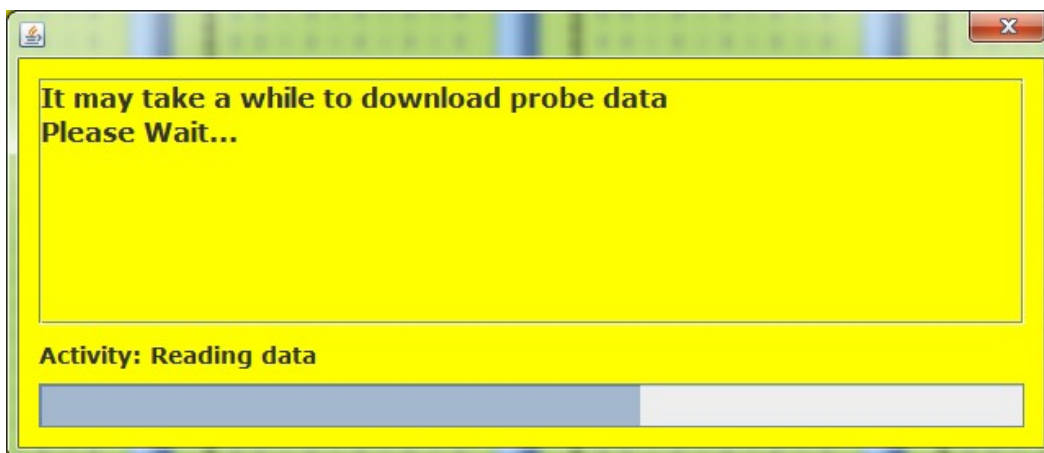 It may take a while to download probe data
Please Wait...
Activity: Reading data